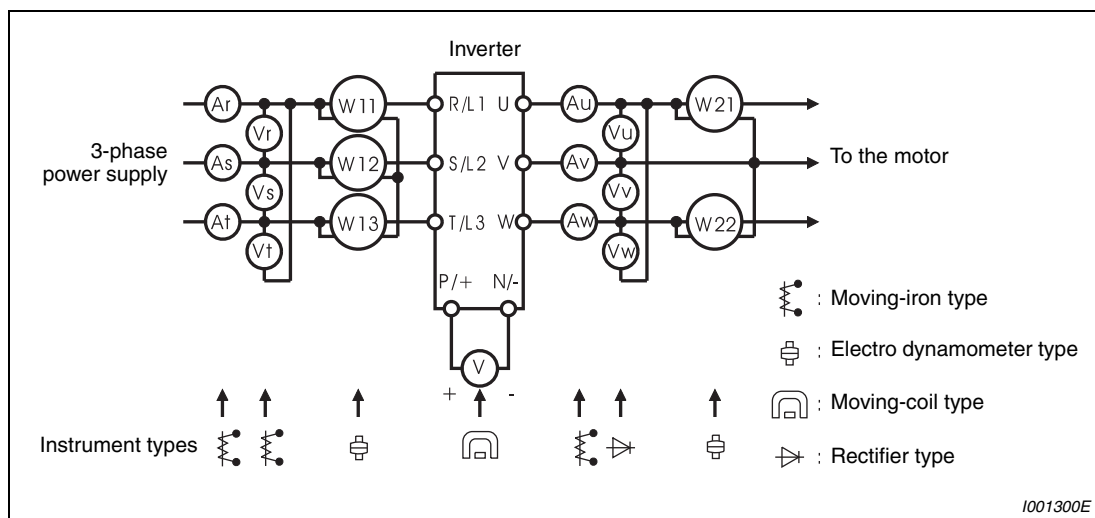 Inverter
Ar W11 R/L1 U Au W21
Vr Vu
3-phase
power supply
As W12 S/L2 V Av To the motor
Vs Vv
At W13 T/L3 W Aw W22
Vt Vw
P/+ N/-
: Moving-iron type
: Electro dynamometer type
V
+ -
: Moving-coil type
Instrument types
: Rectifier type
I001300E